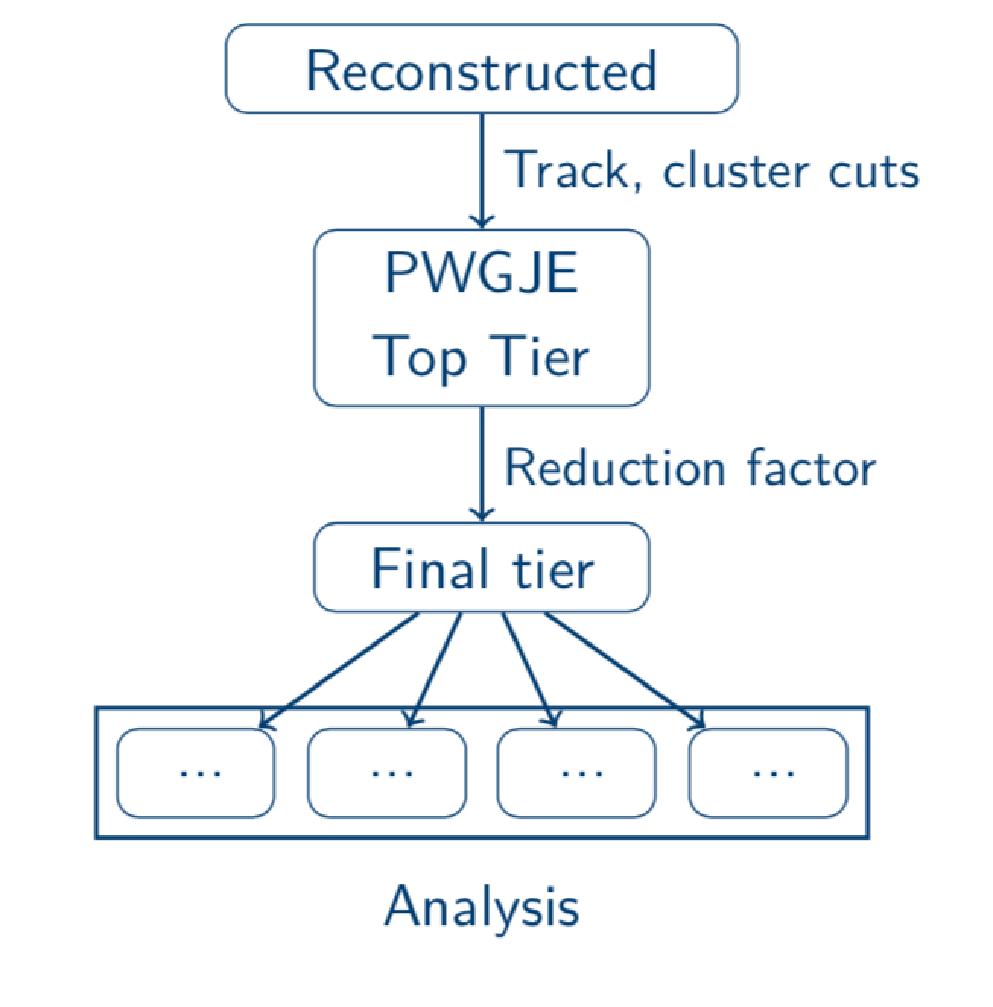 Reconstructed
Track, cluster cuts
PWGJE
Top Tier
Reduction factor
Final tier
... ... ... ...
Analysis